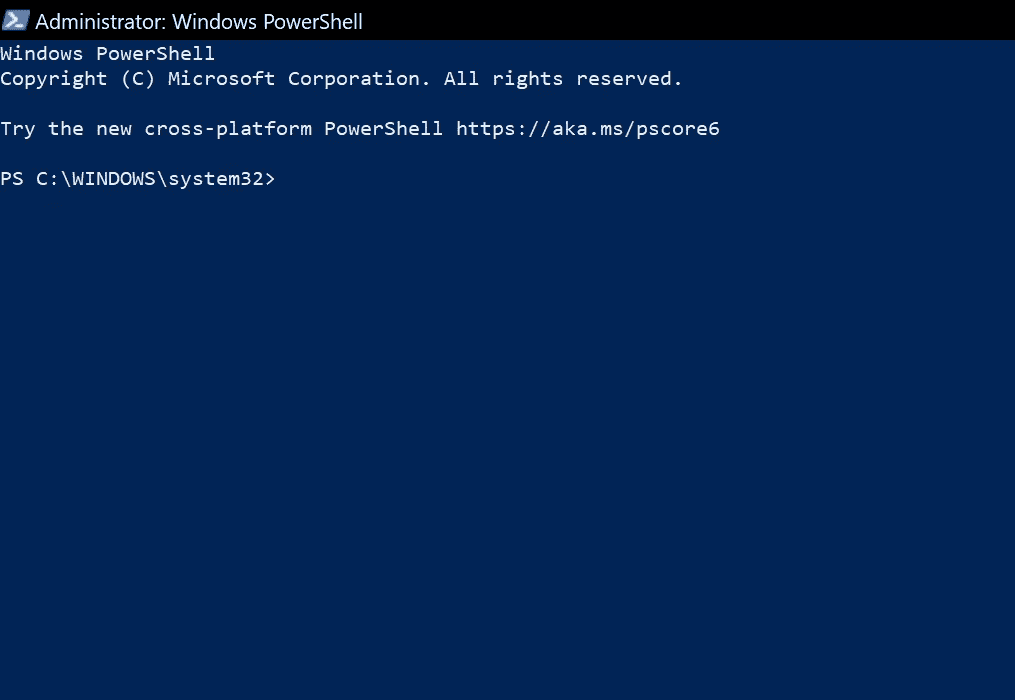 Administrator: Windows PowerShell
Windows PowerShell
Copyright (C) Microsoft Corporation. All rights reserved.
Try the new cross-platform PowerShell https://aka.ms/pscore6
PS C:\WINDOWS\system32>